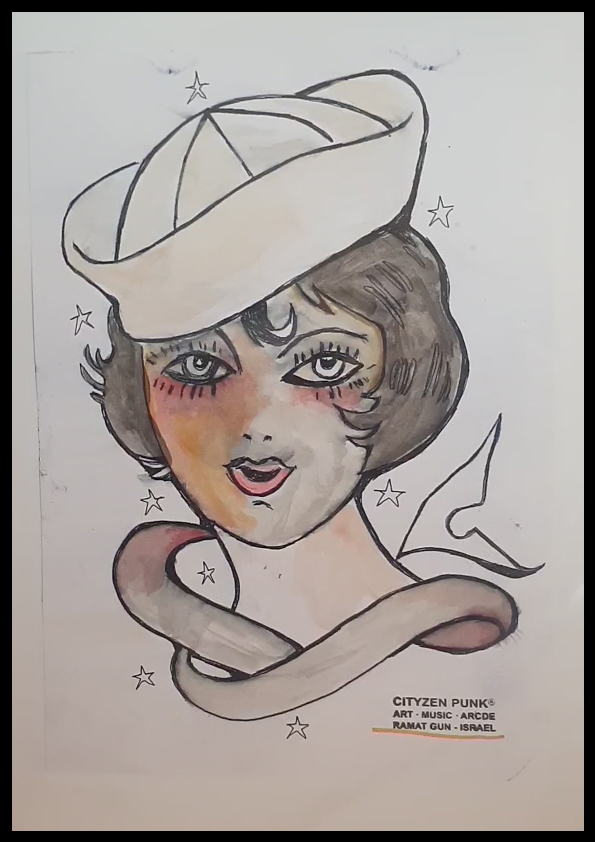 CITYZEN PUNK®
ART · MUSIC · ARCDE
RAMAT GUN - ISRAEL